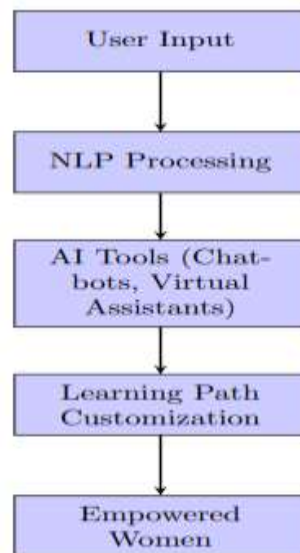 User Input
NLP Processing
AI Tools (Chat-
bots, Virtual
Assistants)
Learning Path
Customization
Empowered
Women